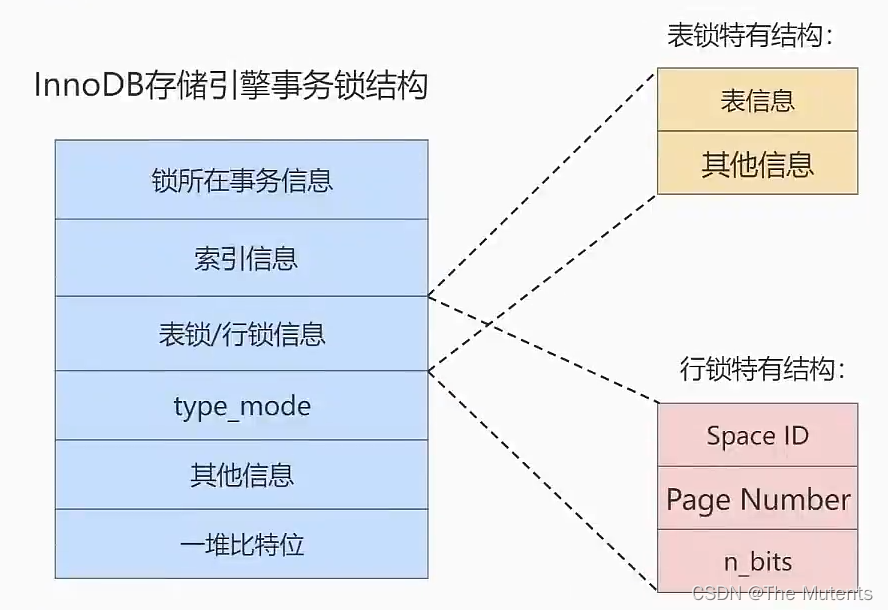 InnoDB存储引擎事务锁结构
锁所在事务信息
索引信息
表锁/行锁信息
type_mode
其他信息
一堆比特位
表锁特有结构：
表信息
其他信息
行锁特有结构：
Space ID
Page Number
n_bits
CSDN @The Mutents